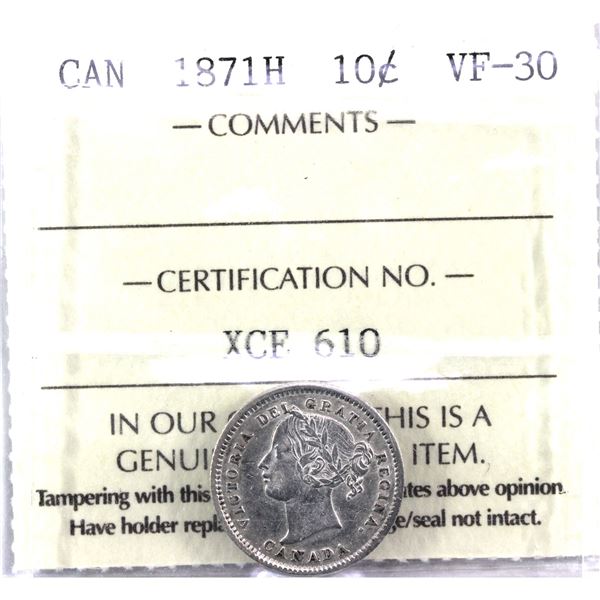 CAN 1871H 10¢ VF-30
— COMMENTS —
— CERTIFICATION NO. —
XCF 610
IN OUR HIS IS A
GENUI ITEM.
Tampering with this tes above opinion
Have holder repla e/seal not intact.
VICTORIA DEI GRATIA REGINA.
CANADA